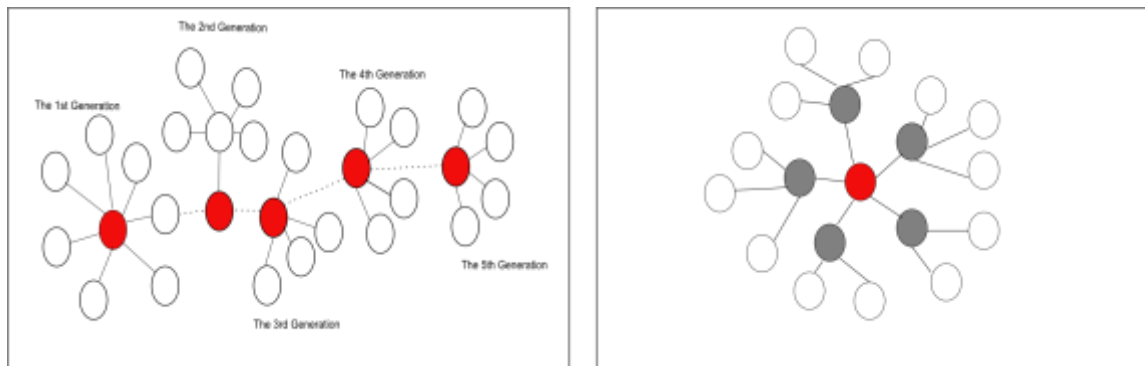 The 2nd Generation
The 4th Generation
The 1st Generation
The 5th Generation
The 3rd Generation